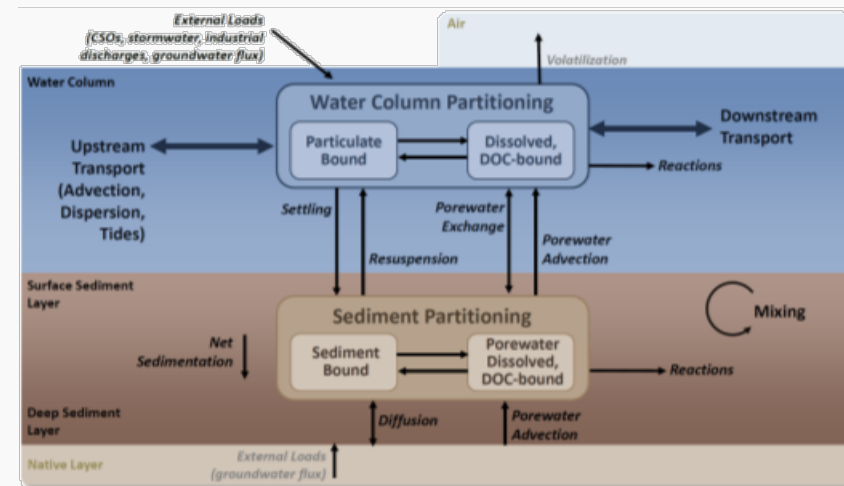 External Loads
(CSOs, stormwater, industrial
discharges, groundwater flux)
Air
Volatilization
Water Column
Water Column Partitioning
Particulate
Bound
Dissolved,
DOC-bound
Upstream
Transport
(Advection,
Dispersion,
Tides)
Downstream
Transport
Reactions
Settling
Resuspension
Porewater
Exchange
Porewater
Advection
Surface Sediment
Layer
Sediment Partitioning
Sediment
Bound
Porewater
Dissolved,
DOC-bound
Mixing
Net
Sedimentation
Reactions
Deep Sediment
Layer
Diffusion
Porewater
Advection
Native Layer
External Loads
(groundwater flux)